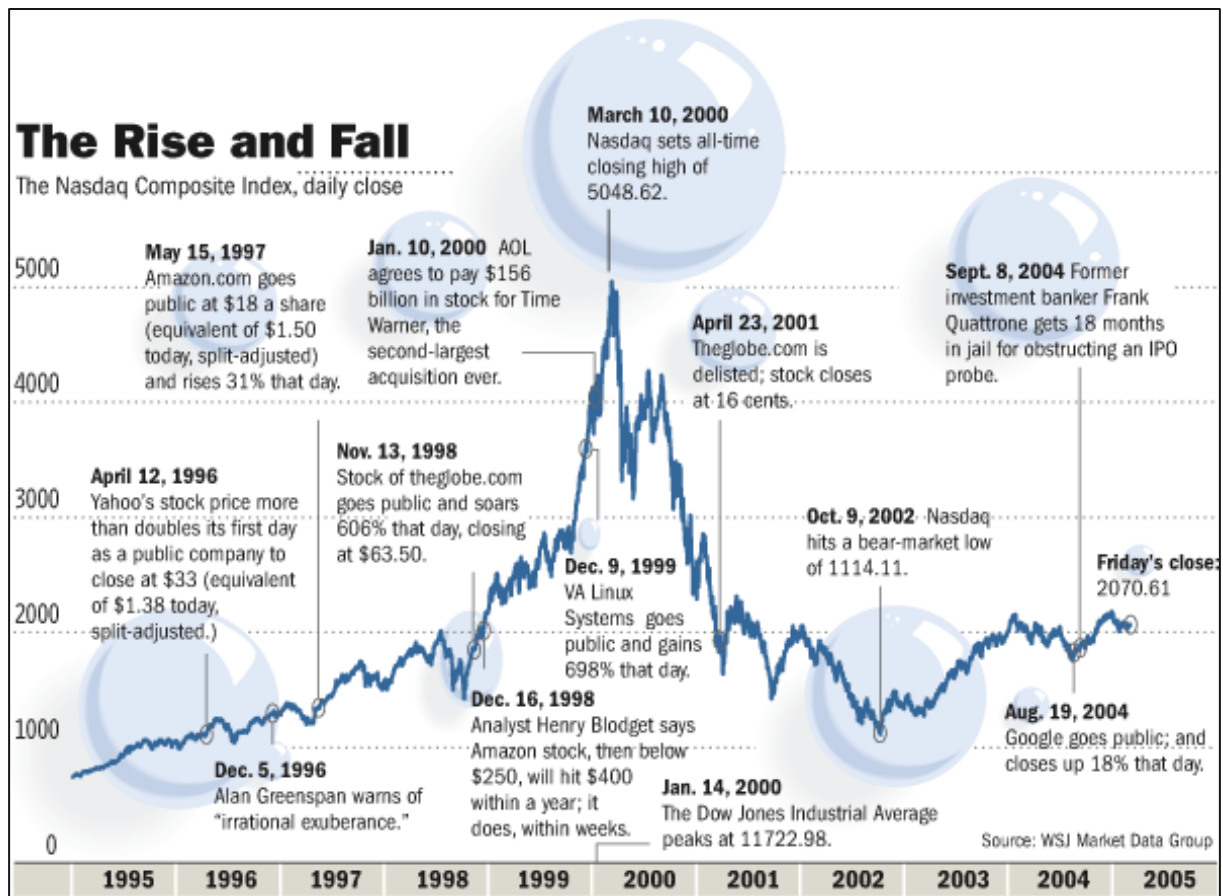 The Rise and Fall
The Nasdaq Composite Index, daily close
March 10, 2000
Nasdaq sets all-time
closing high of
5048.62.
May 15, 1997
Amazon.com goes
public at $18 a share
(equivalent of $1.50
today, split-adjusted)
and rises 31% that day.
Jan. 10, 2000 AOL
agrees to pay $156
billion in stock for Time
Warner, the
second-largest
acquisition ever.
Sept. 8, 2004 Former
investment banker Frank
Quattrone gets 18 months
in jail for obstructing an IPO
probe.
April 23, 2001
Theglobe.com is
delisted; stock closes
at 16 cents.
April 12, 1996
Yahoo's stock price more
than doubles its first day
as a public company to
close at $33 (equivalent
of $1.38 today,
split-adjusted.)
Nov. 13, 1998
Stock of theglobe.com
goes public and soars
606% that day, closing
at $63.50.
Dec. 9, 1999
VA Linux
Systems goes
public and gains
698% that day.
Oct. 9, 2002 Nasdaq
hits a bear-market low
of 1114.11.
Friday's close:
2070.61
Dec. 5, 1996
Alan Greenspan warns of
"irrational exuberance."
Dec. 16, 1998
Analyst Henry Blodget says
Amazon stock, then below
$250, will hit $400
within a year; it
does, within weeks.
Jan. 14, 2000
The Dow Jones Industrial Average
peaks at 11722.98.
Aug. 19, 2004
Google goes public; and
closes up 18% that day.
Source: WSJ Market Data Group
5000
4000
3000
2000
1000
0
1995 1996 1997 1998 1999 2000 2001 2002 2003 2004 2005